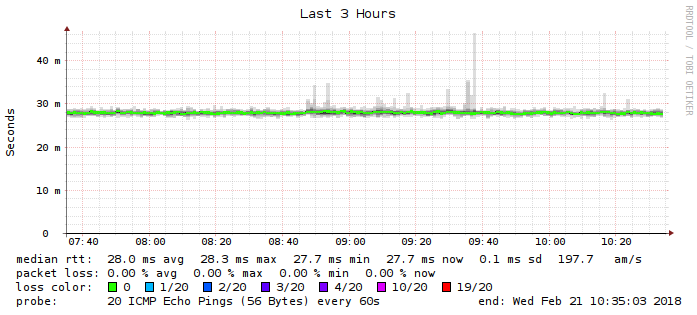 Last 3 Hours
RRDTOOL / TOBI OETIKER
Seconds
40 m
30 m
20 m
10 m
0
07:40 08:00 08:20 08:40 09:00 09:20 09:40 10:00 10:20
median rtt: 28.0 ms avg 28.3 ms max 27.7 ms min 27.7 ms now 0.1 ms sd 197.7 am/s
packet loss: 0.00 % avg 0.00 % max 0.00 % min 0.00 % now
loss color: 0 1/20 2/20 3/20 4/20 10/20 19/20
probe: 20 ICMP Echo Pings (56 Bytes) every 60s end: Wed Feb 21 10:35:03 2018